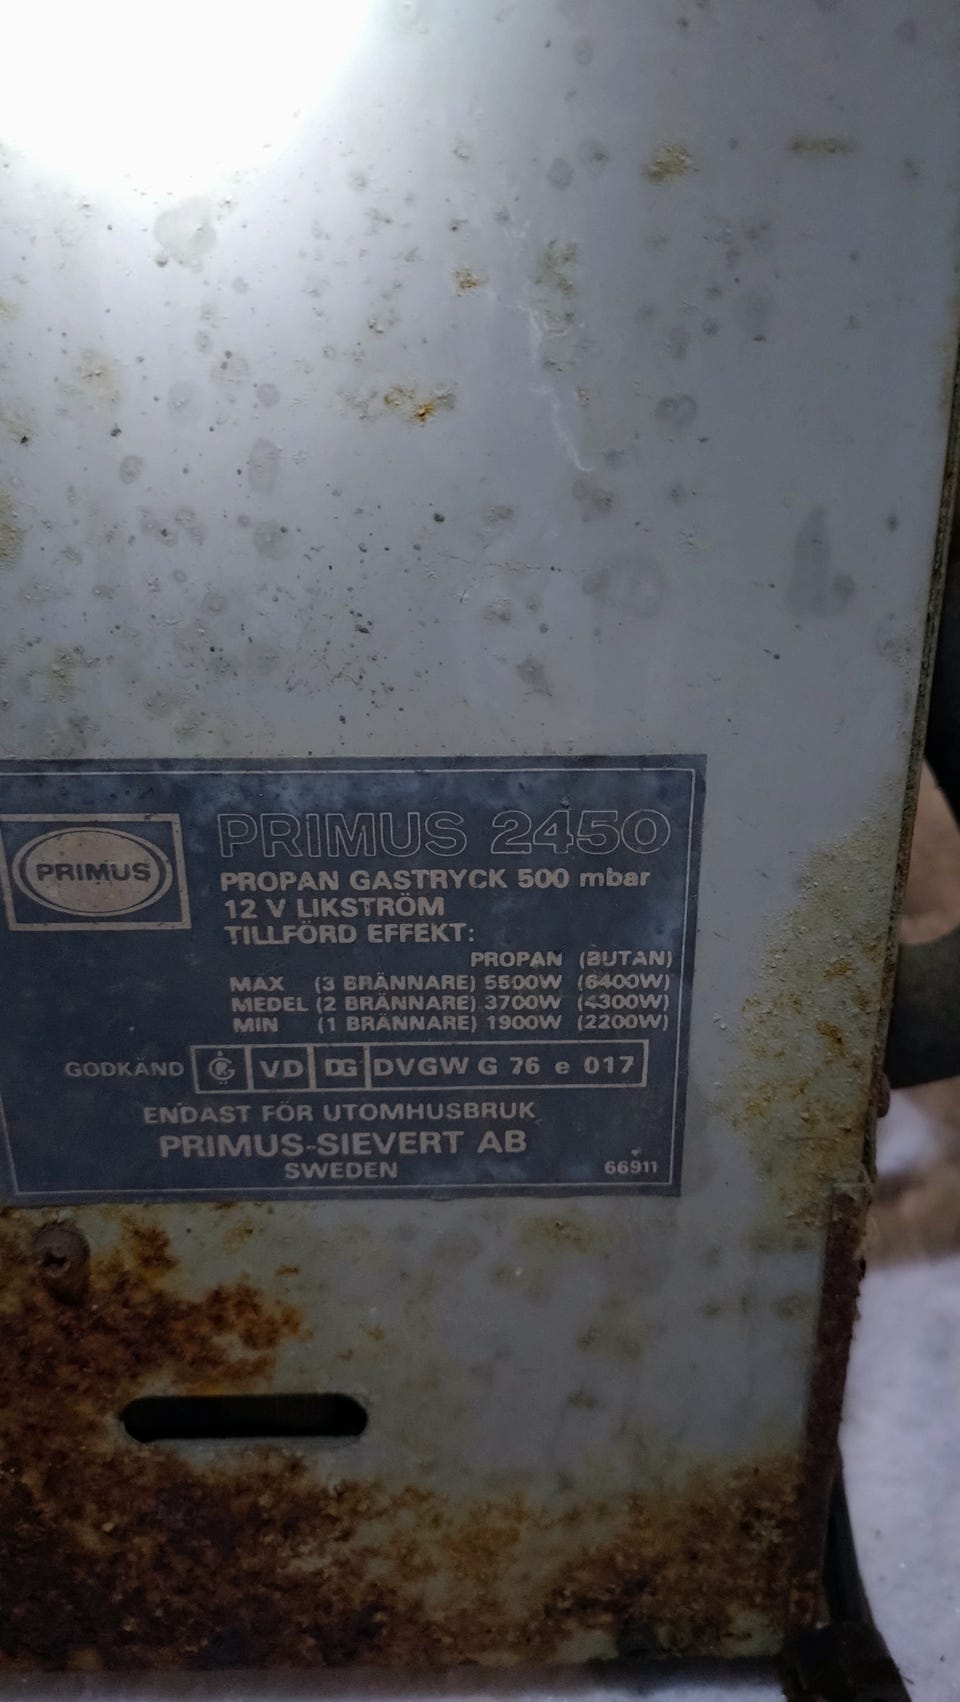 PRIMUS
PRIMUS 2450
PROPAN GASTRYCK 500 mbar
12 V LIKSTRÖM
TILLFÖRD EFFEKT:
PROPAN (BUTAN)
MAX (3 BRÄNNARE) 5500W (6400W)
MEDEL (2 BRÄNNARE) 3700W (4300W)
MIN (1 BRÄNNARE) 1900W (2200W)
GODKÄND VD DG DVGW G 76 e 017
ENDAST FÖR UTOMHUSBRUK
PRIMUS-SIEVERT AB
SWEDEN 66911